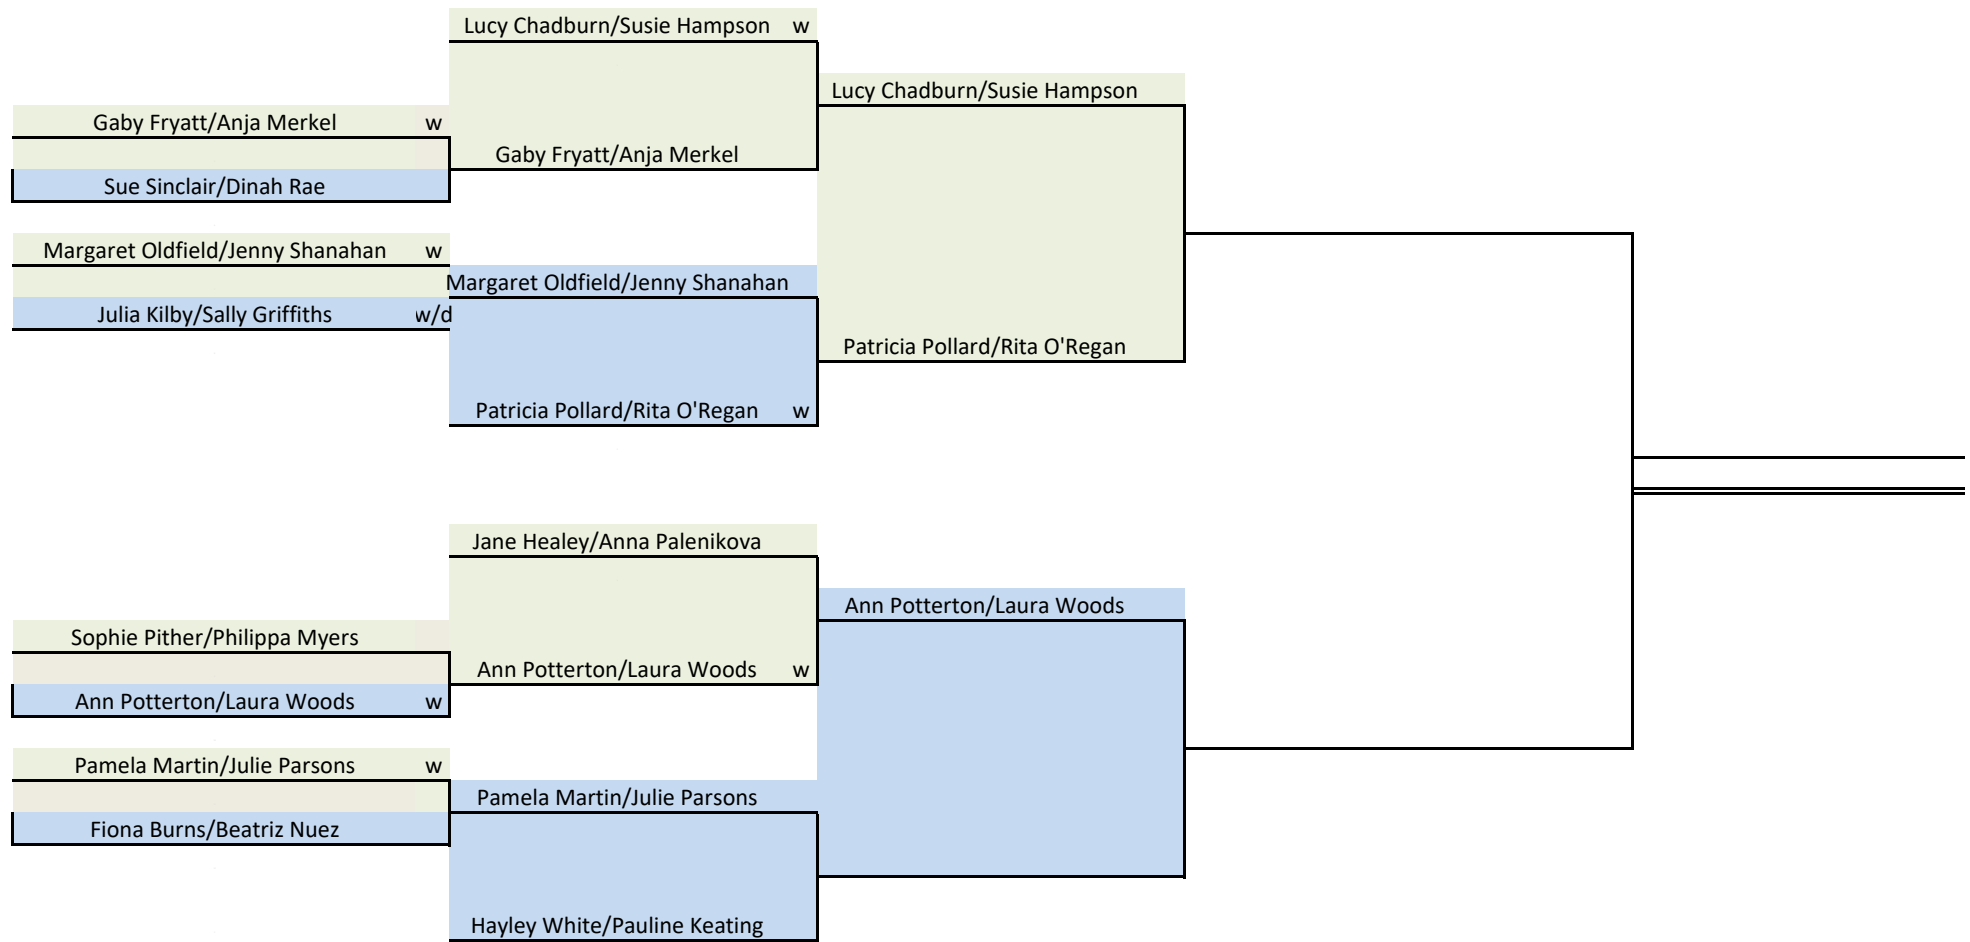 Lucy Chadburn/Susie Hampson w
Lucy Chadburn/Susie Hampson
Gaby Fryatt/Anja Merkel w
Gaby Fryatt/Anja Merkel
Sue Sinclair/Dinah Rae
Margaret Oldfield/Jenny Shanahan w
Margaret Oldfield/Jenny Shanahan
Julia Kilby/Sally Griffiths w/d
Patricia Pollard/Rita O'Regan
Patricia Pollard/Rita O'Regan w
Jane Healey/Anna Palenikova
Ann Potterton/Laura Woods
Sophie Pither/Philippa Myers
Ann Potterton/Laura Woods w
Ann Potterton/Laura Woods w
Pamela Martin/Julie Parsons w
Pamela Martin/Julie Parsons
Fiona Burns/Beatriz Nuez
Hayley White/Pauline Keating